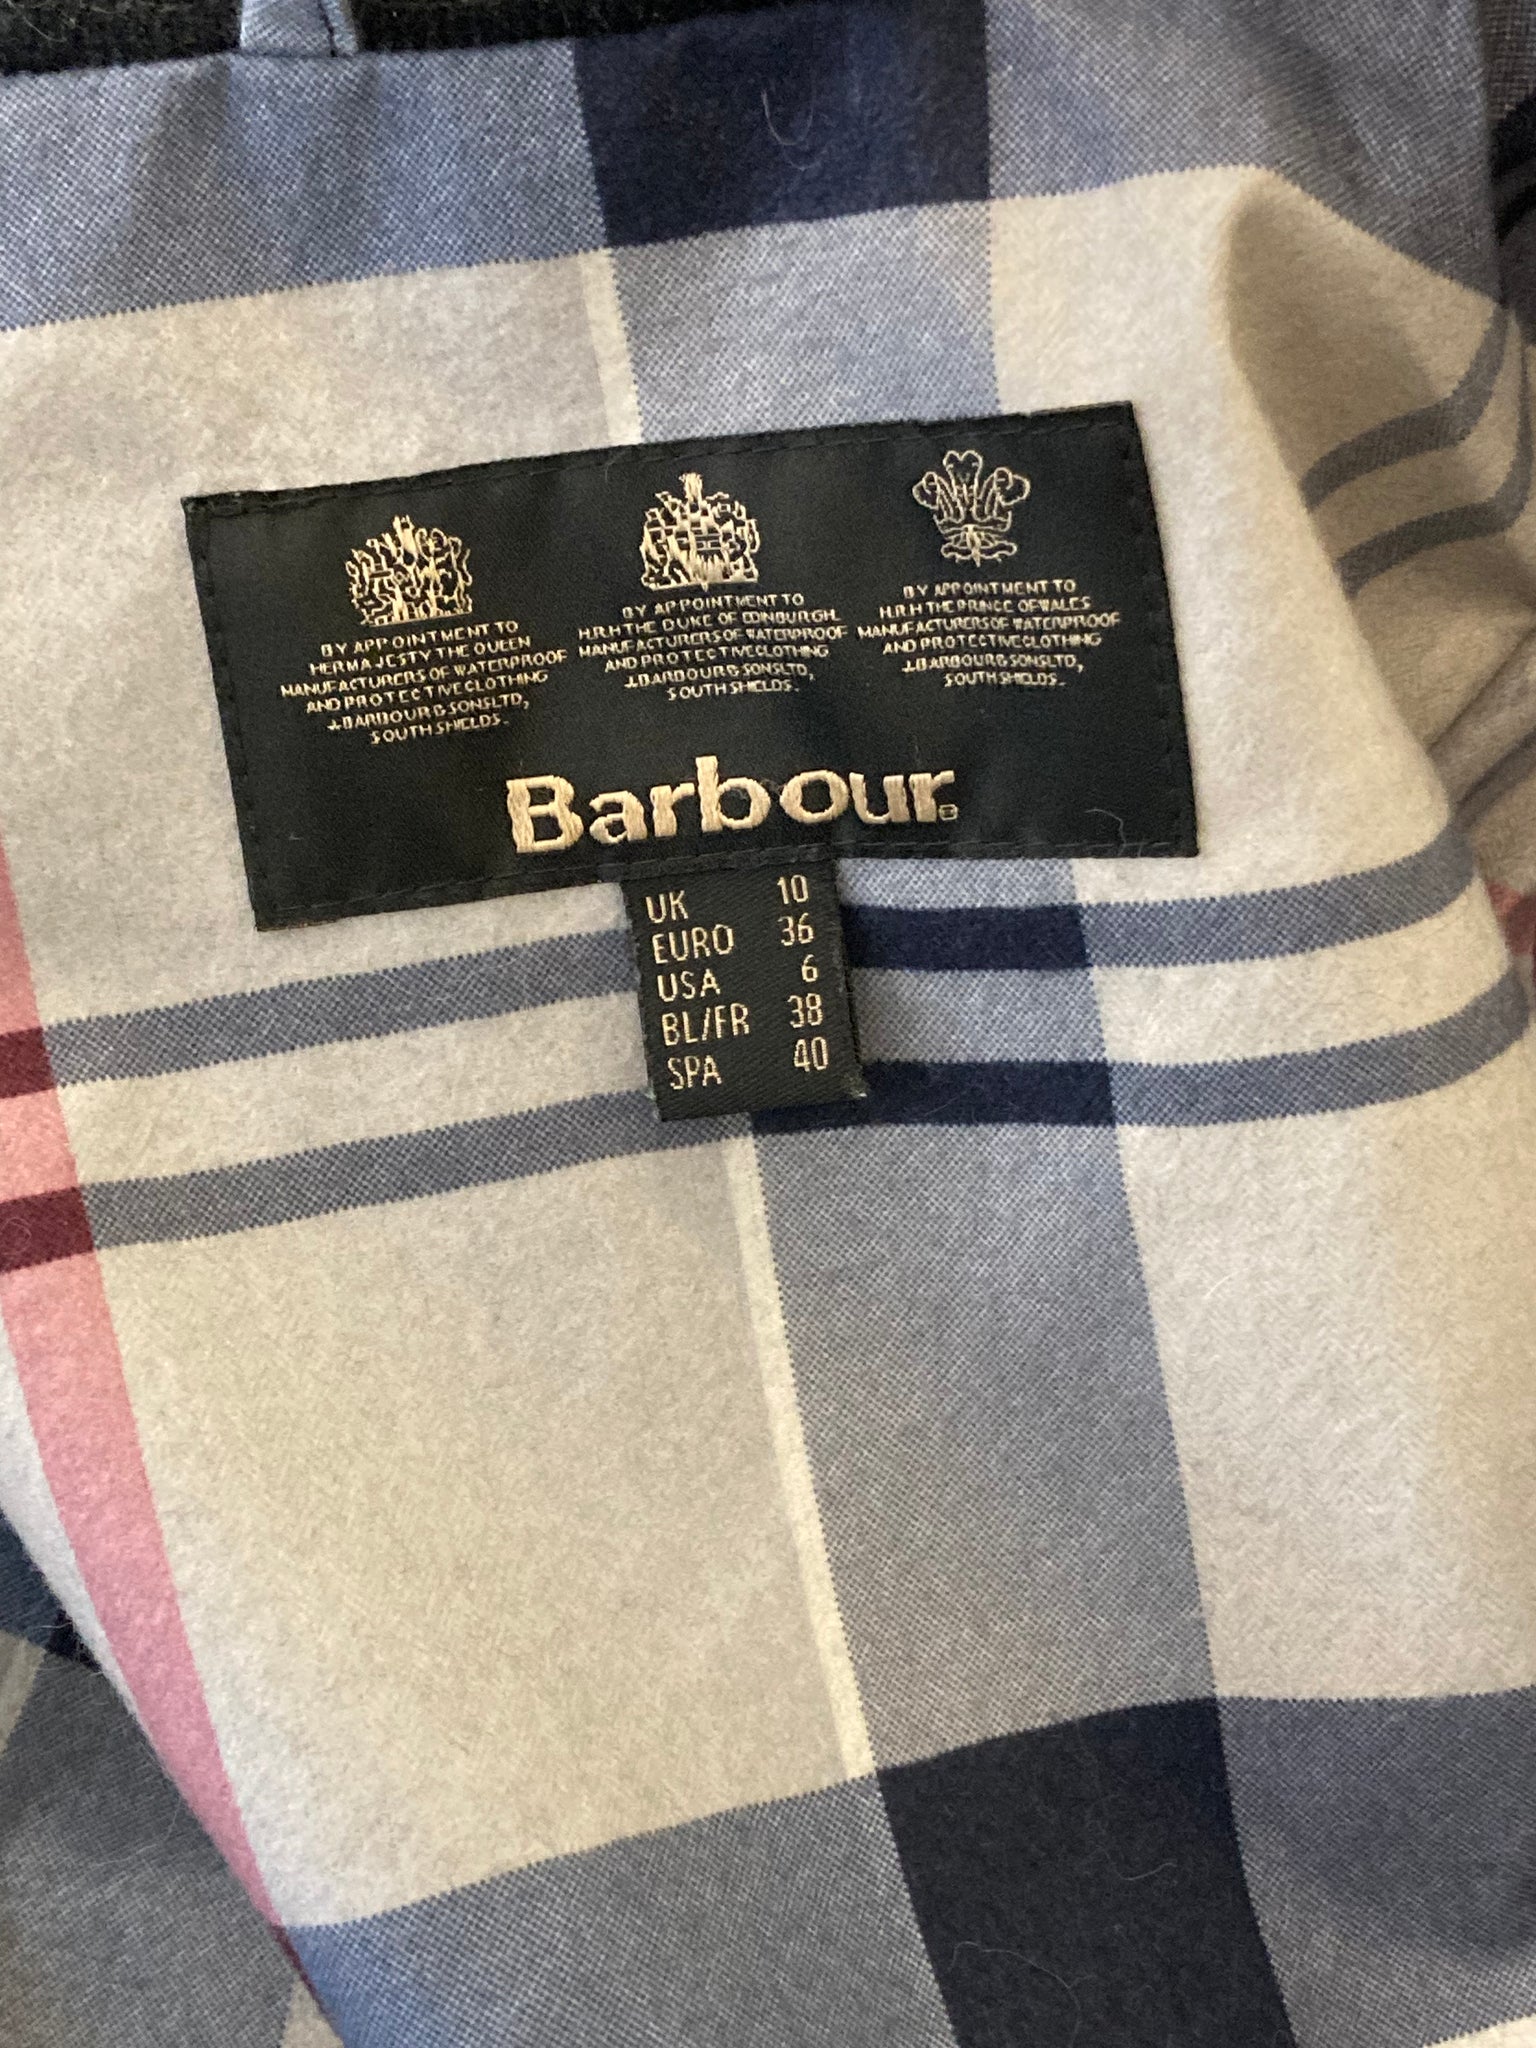 BY APPOINTMENT TO
HER MAJESTY THE QUEEN
MANUFACTURERS OF WATERPROOF
AND PROTECTIVE CLOTHING
J. BARBOUR & SONS LTD,
SOUTH SHIELDS.
BY APPOINTMENT TO
H.R.H THE DUKE OF EDINBURGH.
MANUFACTURERS OF WATERPROOF
AND PROTECTIVE CLOTHING
J. BARBOUR & SONS LTD,
SOUTH SHIELDS.
BY APPOINTMENT TO
H.R.H THE PRINCE OF WALES
MANUFACTURERS OF WATERPROOF
AND PROTECTIVE CLOTHING
J. BARBOUR & SONS LTD,
SOUTH SHIELDS.
Barbour
UK 10
EURO 36
USA 6
BL/FR 38
SPA 40